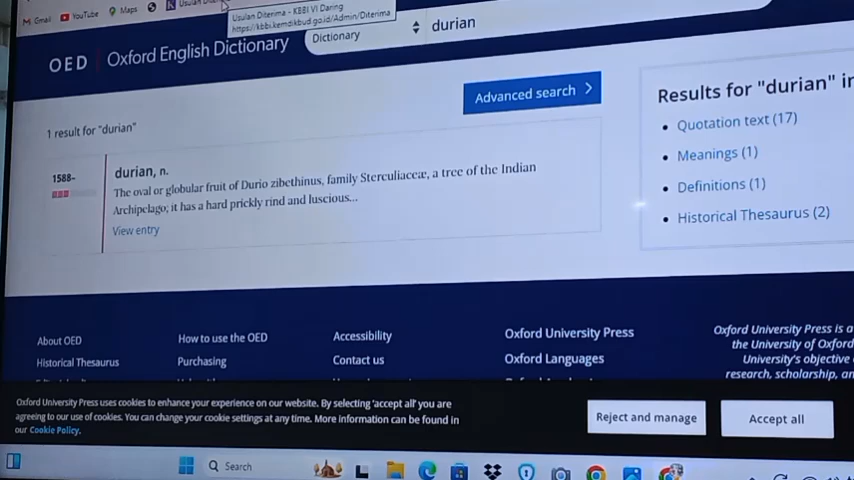 Gmail
YouTube
Maps
Usulan Diterima - KBBI VI Daring
https://kbbi.kemdikbud.go.id/Admin/Diterima
OED Oxford English Dictionary
Dictionary
durian
Advanced search
1 result for "durian"
1588–
durian, n.
The oval or globular fruit of Durio zibethinus, family Sterculiaceæ, a tree of the Indian
Archipelago; it has a hard prickly rind and luscious…
View entry
Results for "durian" in
Quotation text (17)
Meanings (1)
Definitions (1)
Historical Thesaurus (2)
About OED
Historical Thesaurus
How to use the OED
Purchasing
Accessibility
Contact us
Oxford University Press
Oxford Languages
Oxford University Press is a
the University of Oxford
University's objective
research, scholarship, an
Oxford University Press uses cookies to enhance your experience on our website. By selecting 'accept all' you are
agreeing to our use of cookies. You can change your cookie settings at any time. More information can be found in
our Cookie Policy.
Reject and manage
Accept all
Search